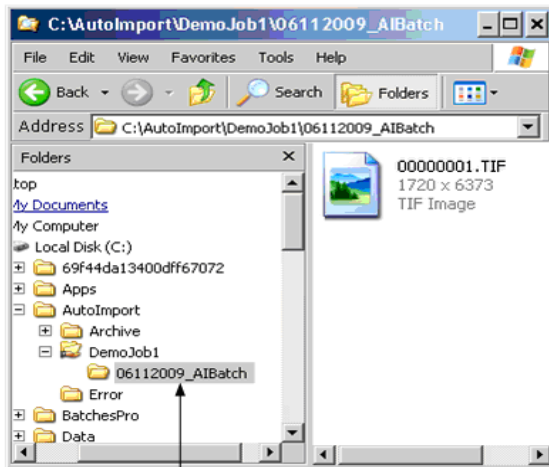 C:\AutoImport\DemoJob1\06112009_AIBatch
File Edit View Favorites Tools Help
Back Search Folders
Address C:\AutoImport\DemoJob1\06112009_AIBatch
Folders
top
My Documents
My Computer
Local Disk (C:)
69f44da13400dff67072
Apps
AutoImport
Archive
DemoJob1
06112009_AIBatch
Error
BatchesPro
Data
00000001.TIF
1720 x 6373
TIF Image